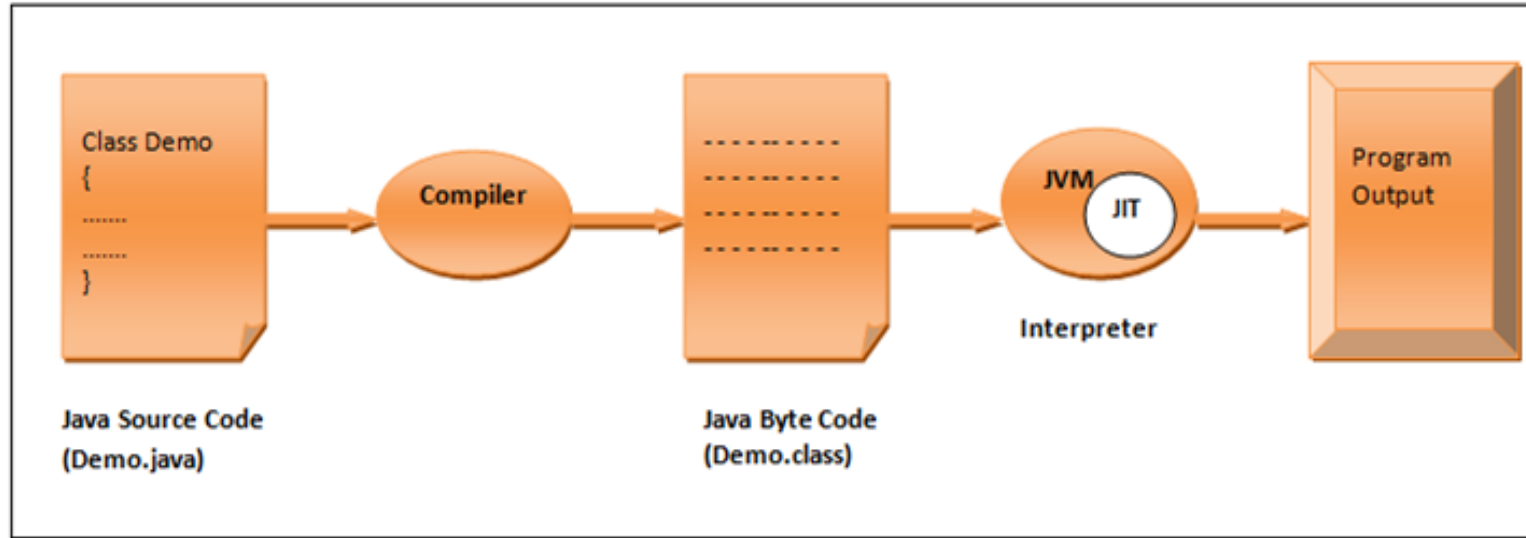 Class Demo
{
.......
.......
}
Java Source Code
(Demo.java)
Compiler
- - - - -- - - - -
- - - - -- - - - -
- - - - -- - - - -
- - - - -- - - - -
Java Byte Code
(Demo.class)
JVM
JIT
Interpreter
Program
Output